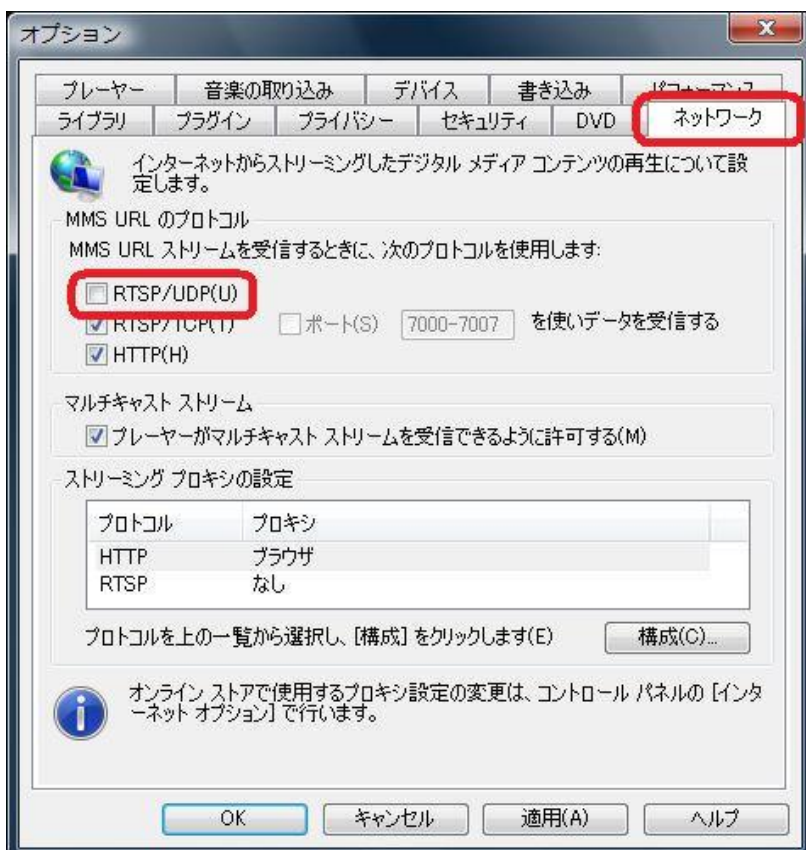 オプション
プレーヤー 音楽の取り込み デバイス 書き込み パフォーマンス
ライブラリ プラグイン プライバシー セキュリティ DVD ネットワーク
インターネットからストリーミングしたデジタル メディア コンテンツの再生について設
定します。
MMS URL のプロトコル
MMS URL ストリームを受信するときに、次のプロトコルを使用します:
RTSP/UDP(U)
RTSP/TCP(T) ポート(S) 7000-7007 を使いデータを受信する
HTTP(H)
マルチキャスト ストリーム
プレーヤーがマルチキャスト ストリームを受信できるように許可する(M)
ストリーミング プロキシの設定
プロトコル プロキシ
HTTP ブラウザ
RTSP なし
プロトコルを上の一覧から選択し、[構成] をクリックします(E) 構成(C)...
オンライン ストアで使用するプロキシ設定の変更は、コントロール パネルの [インタ
ーネット オプション] で行います。
OK キャンセル 適用(A) ヘルプ